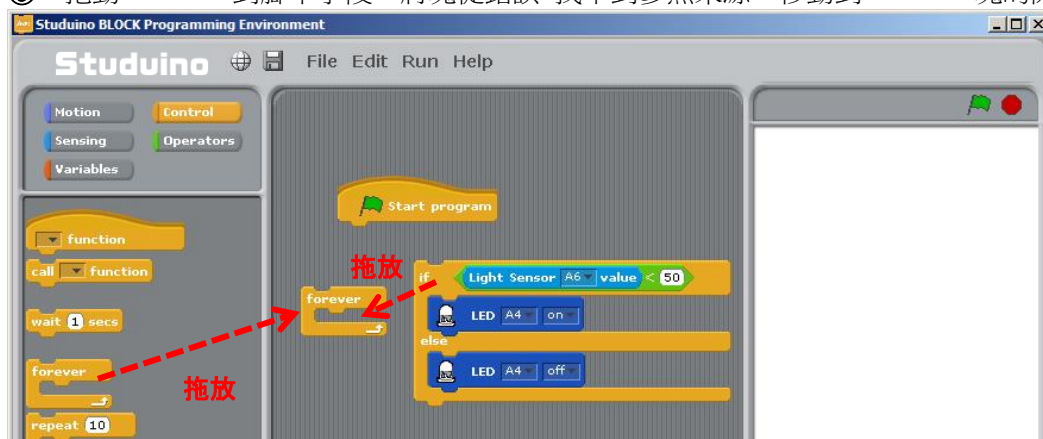 Studuino BLOCK Programming Environment
Studuino File Edit Run Help
Motion Control
Sensing Operators
Variables
function
call function
wait 1 secs
forever
repeat 10
Start program
拖放
forever
if Light Sensor A6 value < 50
LED A4 on
else
LED A4 off
拖放